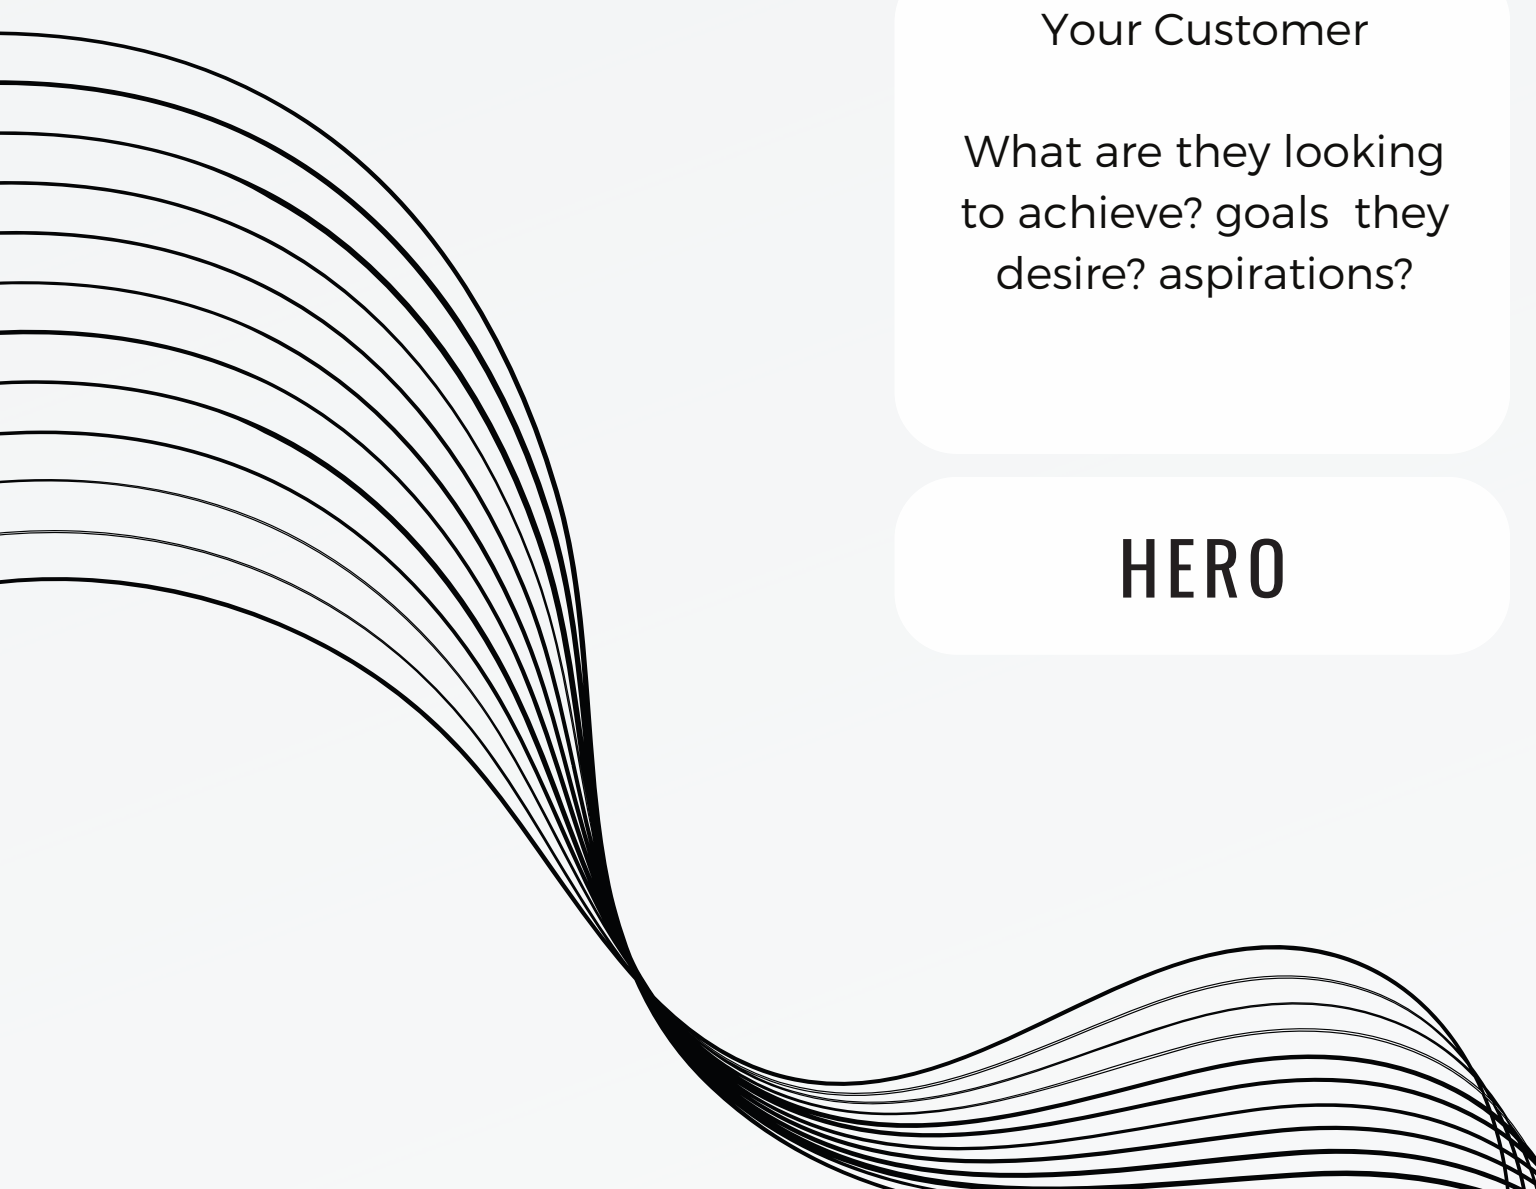 Your Customer
What are they looking
to achieve? goals  they
desire? aspirations?
HERO